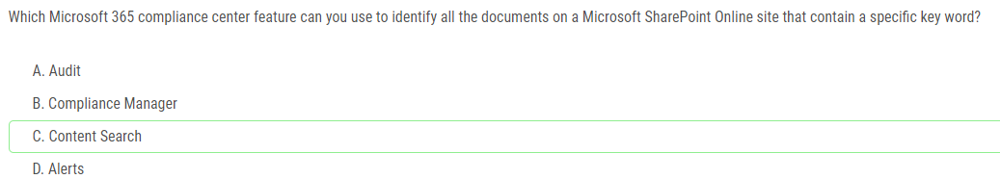 Which Microsoft 365 compliance center feature can you use to identify all the documents on a Microsoft SharePoint Online site that contain a specific key word?
A. Audit
B. Compliance Manager
C. Content Search
D. Alerts